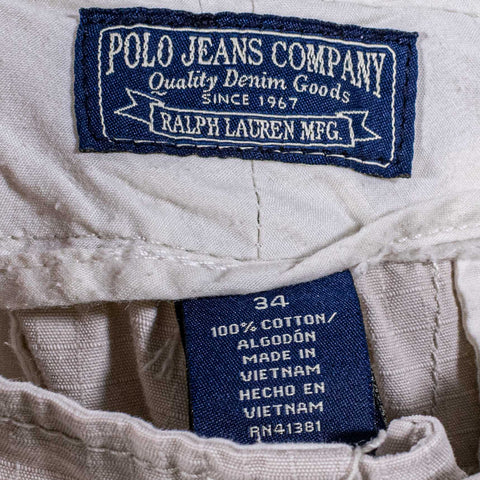 POLO JEANS COMPANY
Quality Denim Goods
SINCE 1967
RALPH LAUREN MFG.
34
100% COTTON/
ALGODÓN
MADE IN
VIETNAM
HECHO EN
VIETNAM
RN41381